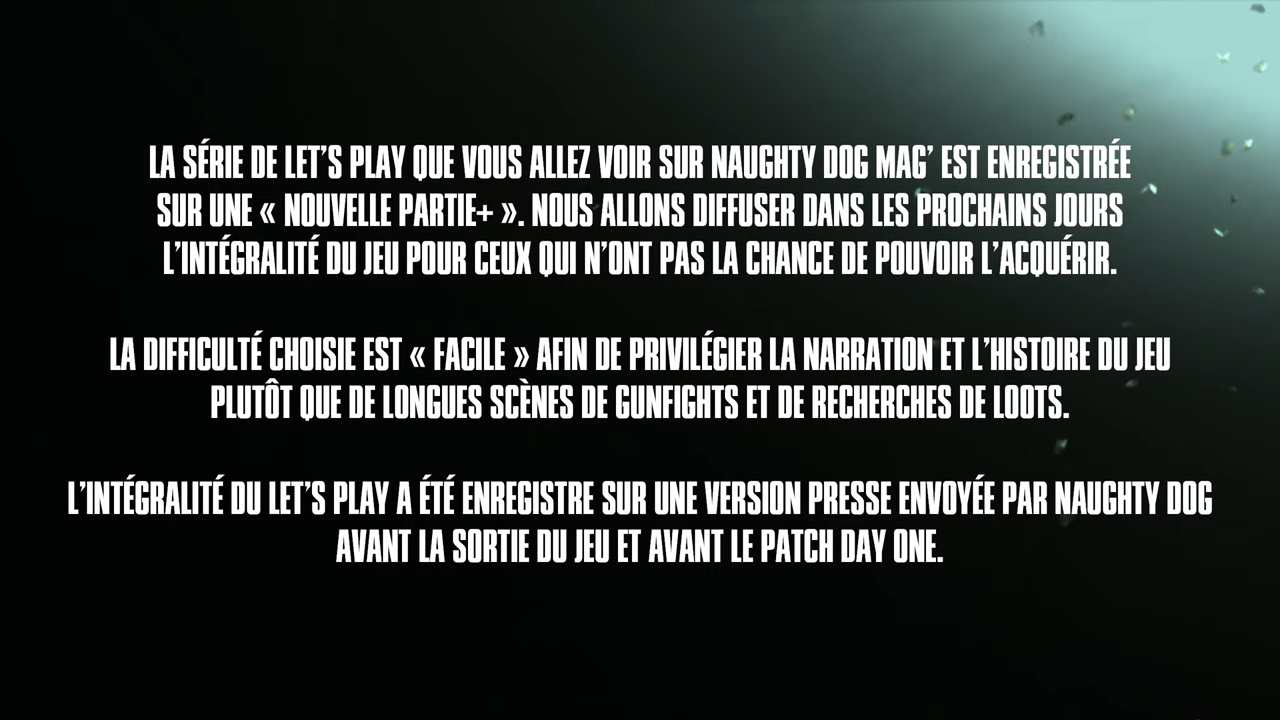 LA SÉRIE DE LET'S PLAY QUE VOUS ALLEZ VOIR SUR NAUGHTY DOG MAG' EST ENREGISTRÉE
SUR UNE « NOUVELLE PARTIE+ ». NOUS ALLONS DIFFUSER DANS LES PROCHAINS JOURS
L'INTÉGRALITÉ DU JEU POUR CEUX QUI N'ONT PAS LA CHANCE DE POUVOIR L'ACQUÉRIR.
LA DIFFICULTÉ CHOISIE EST « FACILE » AFIN DE PRIVILÉGIER LA NARRATION ET L'HISTOIRE DU JEU
PLUTÔT QUE DE LONGUES SCÈNES DE GUNFIGHTS ET DE RECHERCHES DE LOOTS.
L'INTÉGRALITÉ DU LET'S PLAY A ÉTÉ ENREGISTRE SUR UNE VERSION PRESSE ENVOYÉE PAR NAUGHTY DOG
AVANT LA SORTIE DU JEU ET AVANT LE PATCH DAY ONE.